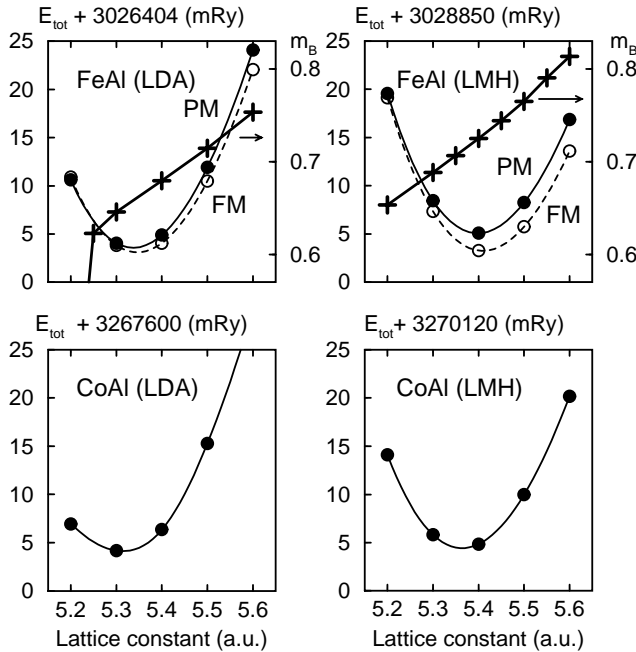 E_tot + 3026404 (mRy)
E_tot + 3028850 (mRy)
25
20
15
10
5
0
FeAl (LDA)
PM
FM
m_B
0.8
0.7
0.6
25
20
15
10
5
0
FeAl (LMH)
PM
FM
m_B
0.8
0.7
0.6
E_tot + 3267600 (mRy)
E_tot + 3270120 (mRy)
25
20
15
10
5
0
CoAl (LDA)
5.2 5.3 5.4 5.5 5.6
Lattice constant (a.u.)
25
20
15
10
5
0
CoAl (LMH)
5.2 5.3 5.4 5.5 5.6
Lattice constant (a.u.)